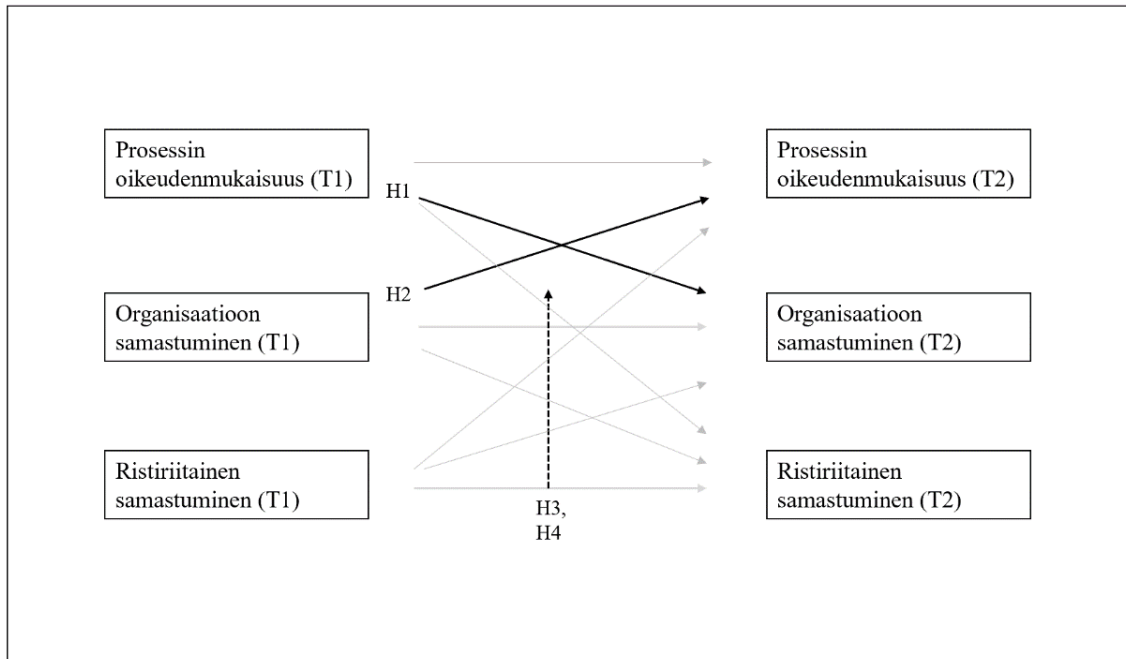 Prosessin
oikeudenmukaisuus (T1)
Prosessin
oikeudenmukaisuus (T2)
H1
H2
Organisaatioon
samastuminen (T1)
Organisaatioon
samastuminen (T2)
Ristiriitainen
samastuminen (T1)
Ristiriitainen
samastuminen (T2)
H3,
H4